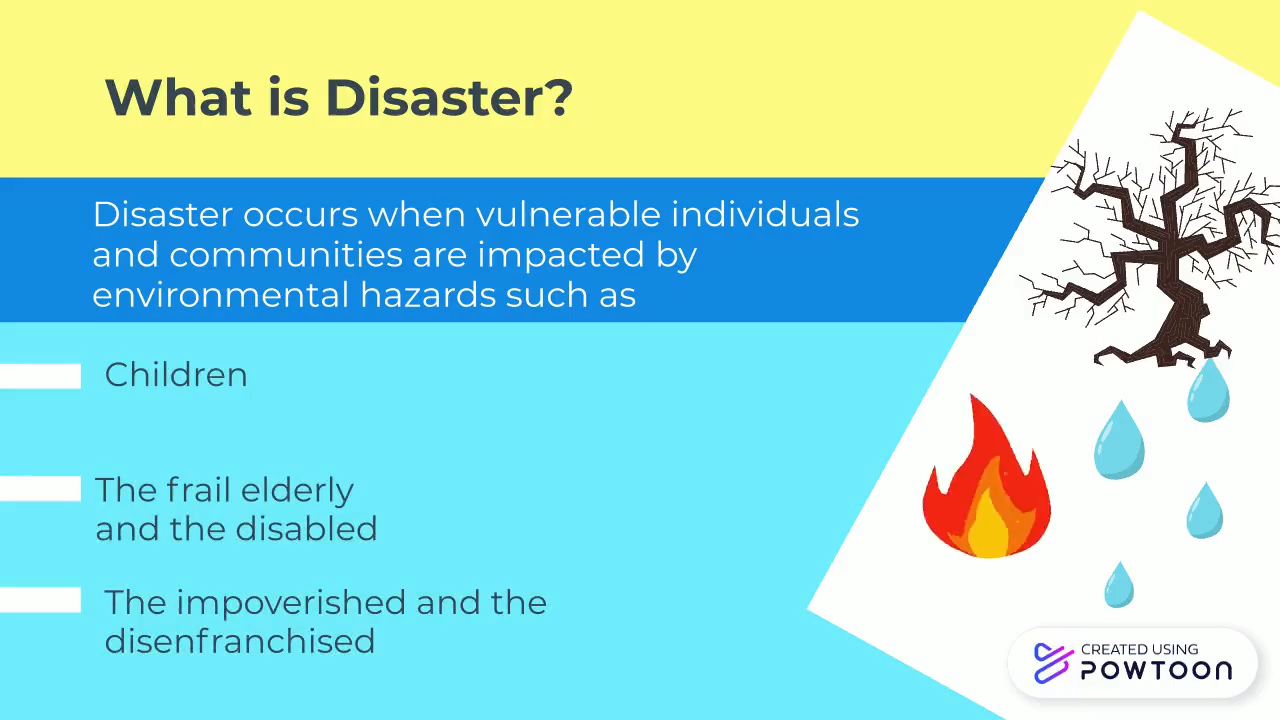 What is Disaster?
Disaster occurs when vulnerable individuals
and communities are impacted by
environmental hazards such as
Children
The frail elderly
and the disabled
The impoverished and the
disenfranchised
CREATED USING
POWTOON